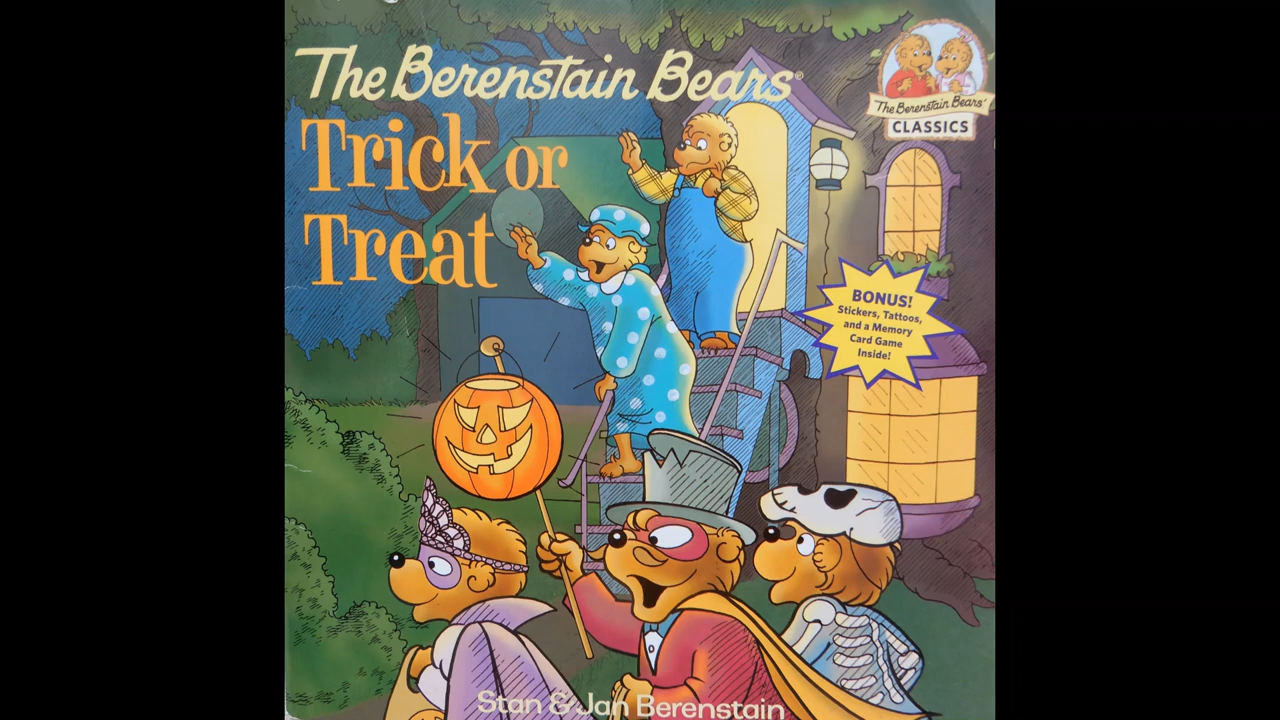 The Berenstain Bears®
Trick or
Treat
The Berenstain Bears®
CLASSICS
BONUS!
Stickers, Tattoos,
and a Memory
Card Game
Inside!
Stan & Jan Berenstain